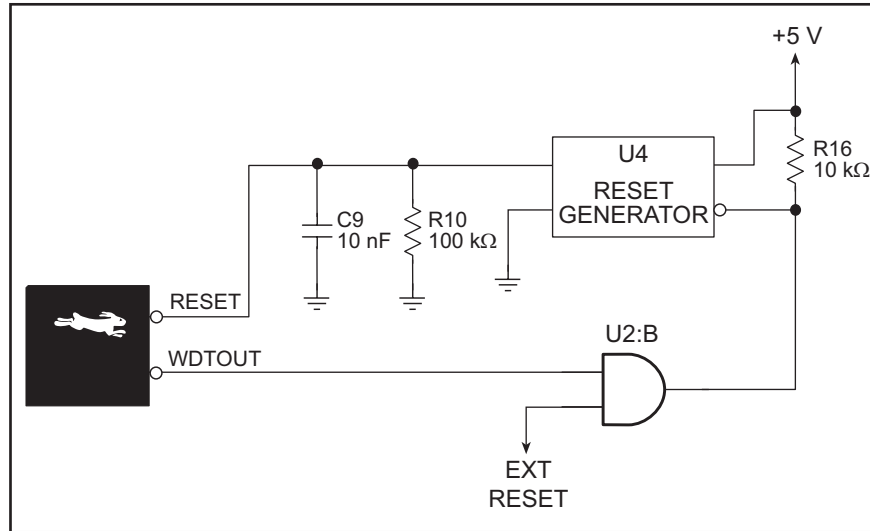 +5 V
U4
RESET
GENERATOR
R16
10 kΩ
C9
10 nF
R10
100 kΩ
RESET
WDTOUT
U2:B
EXT
RESET